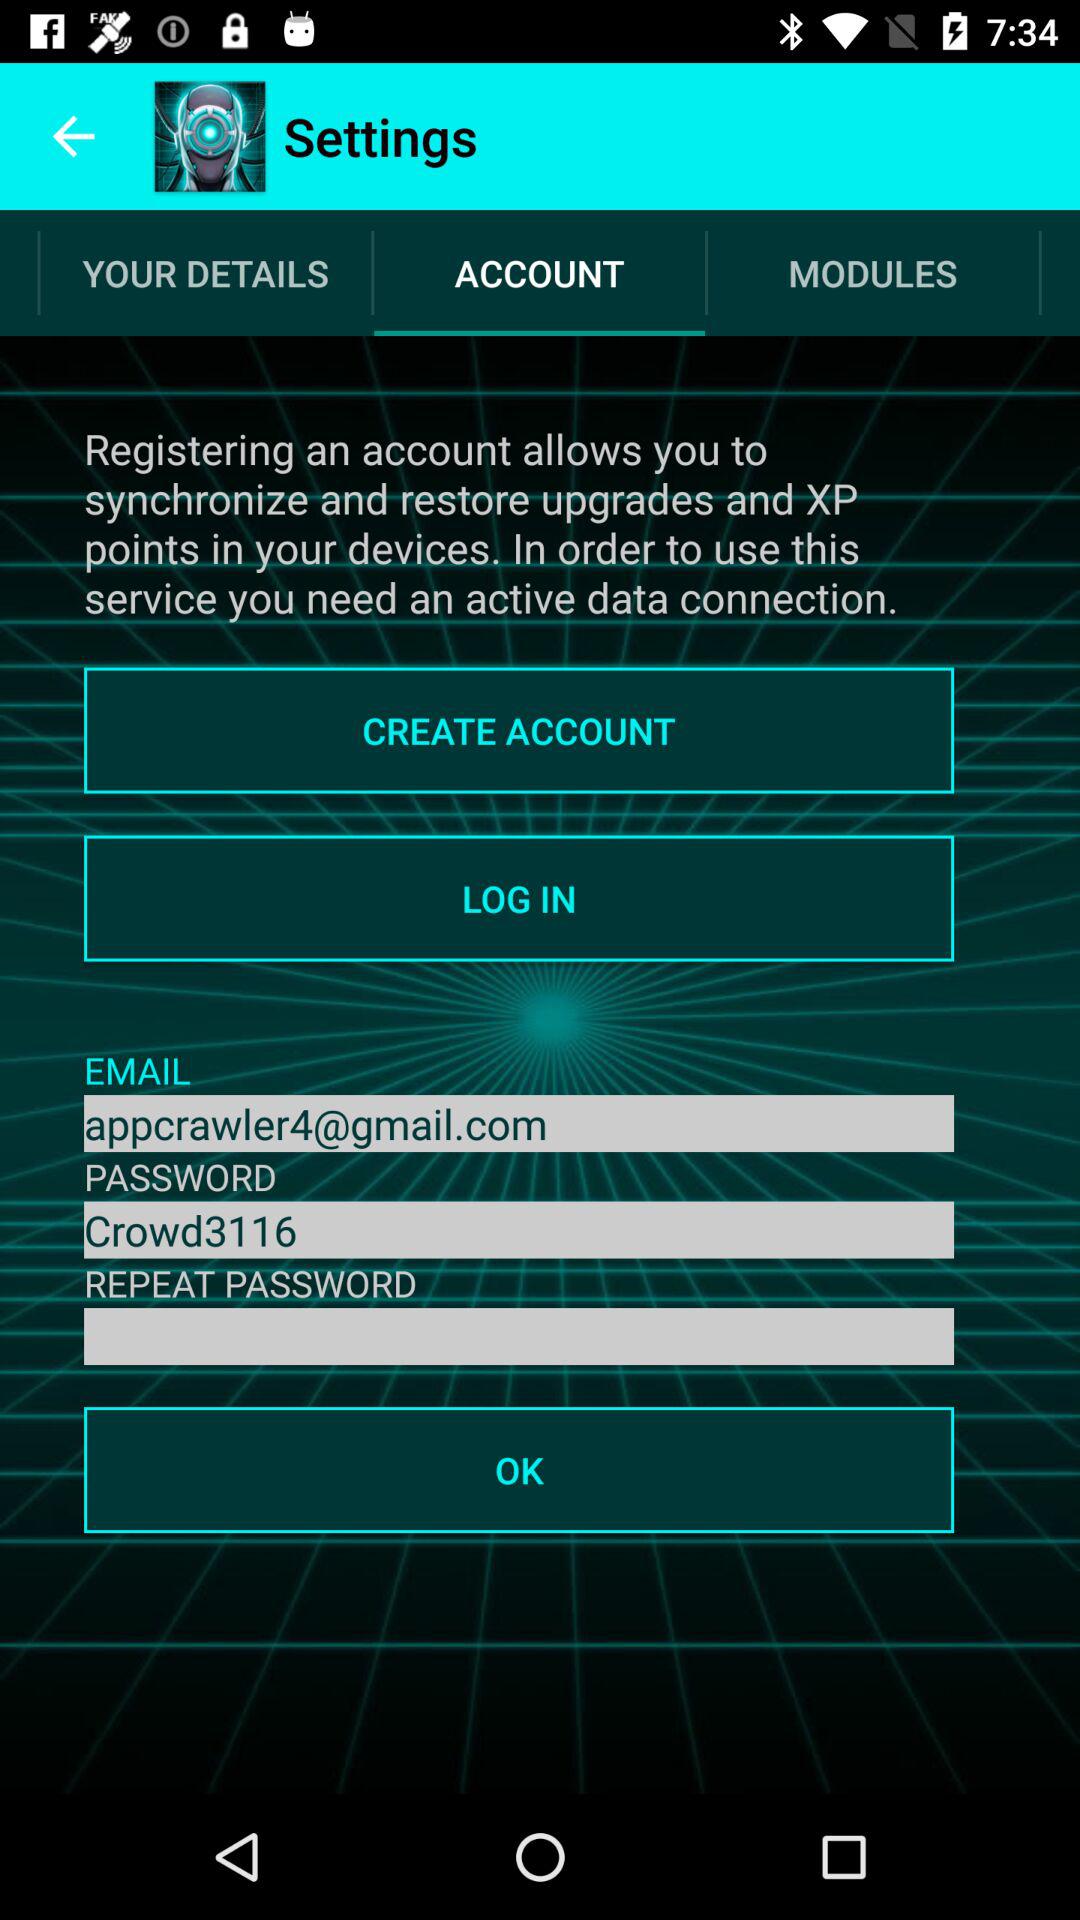 FAK
7:34
Settings
YOUR DETAILS
ACCOUNT
MODULES
Registering an account allows you to
synchronize and restore upgrades and XP
points in your devices. In order to use this
service you need an active data connection.
CREATE ACCOUNT
LOG IN
EMAIL
appcrawler4@gmail.com
PASSWORD
Crowd3116
REPEAT PASSWORD
OK